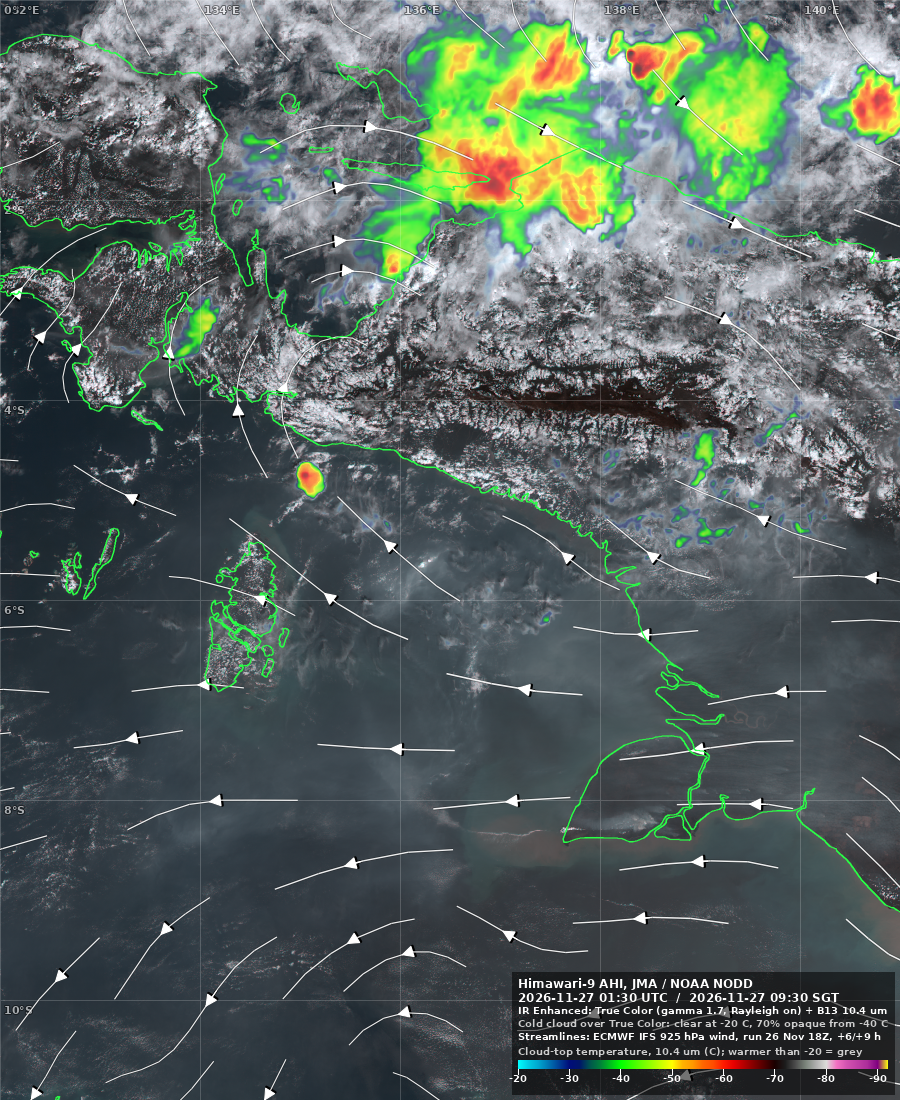 032°E 134°E 136°E 138°E 140°E
2°S
4°S
6°S
8°S
10°S
Himawari-9 AHI, JMA / NOAA NODD
2026-11-27 01:30 UTC / 2026-11-27 09:30 SGT
IR Enhanced: True Color (gamma 1.7, Rayleigh on) + B13 10.4 um
Cold cloud over True Color: clear at -20 C, 70% opaque from -40 C
Streamlines: ECMWF IFS 925 hPa wind, run 26 Nov 18Z, +6/+9 h
Cloud-top temperature, 10.4 um (C); warmer than -20 = grey
-20 -30 -40 -50 -60 -70 -80 -90